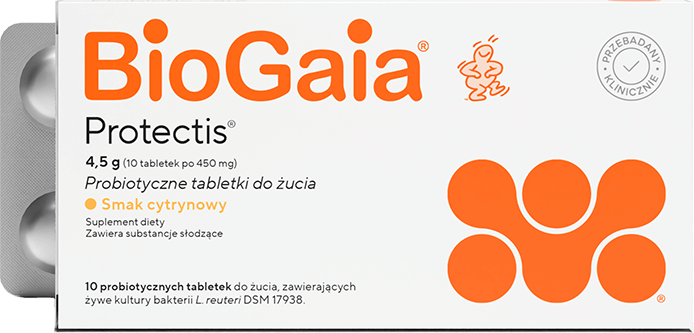 BioGaia®
PRZEBADANY
KLINICZNIE
Protectis®
4,5 g (10 tabletek po 450 mg)
Probiotyczne tabletki do żucia
Smak cytrynowy
Suplement diety
Zawiera substancje słodzące
10 probiotycznych tabletek do żucia, zawierających
żywe kultury bakterii L. reuteri DSM 17938.
®